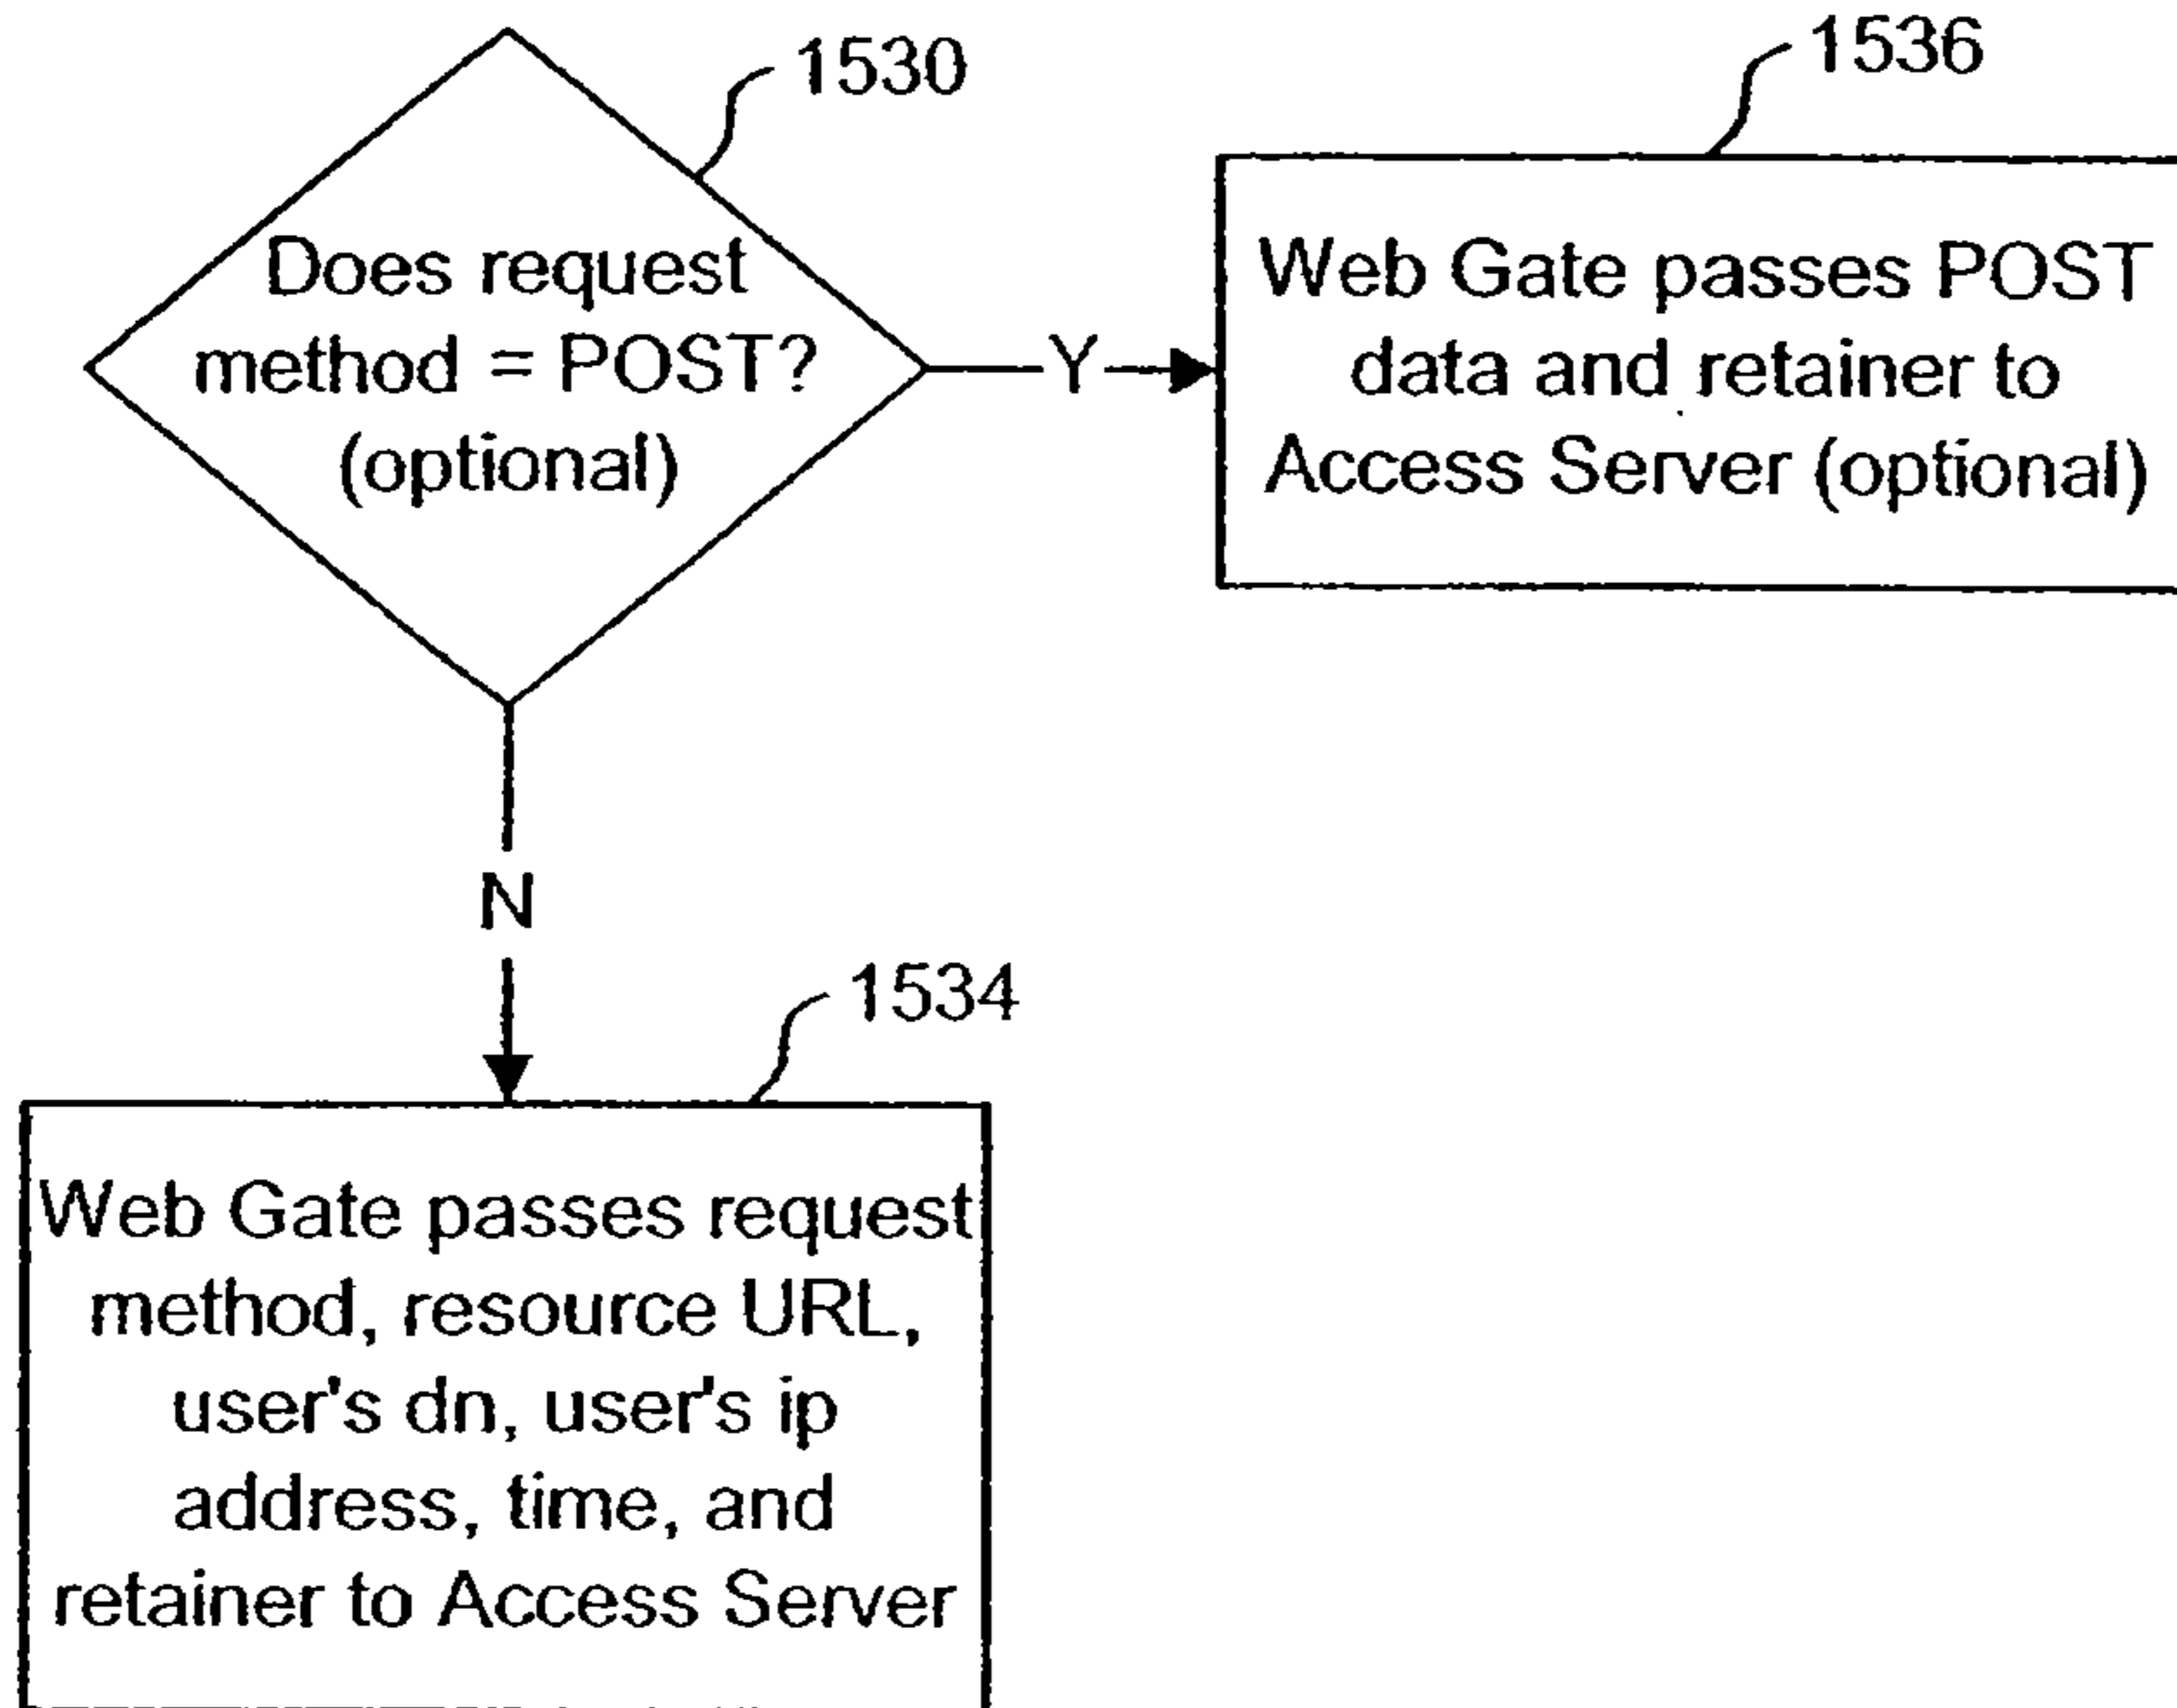 1530
Does request
method = POST?
(optional)
Y
1536
Web Gate passes POST
data and retainer to
Access Server (optional)
N
1534
Web Gate passes request
method, resource URL,
user's dn, user's ip
address, time, and
retainer to Access Server